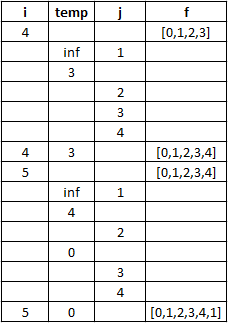 i temp j f
4 [0,1,2,3]
inf 1
3
2
3
4
4 3 [0,1,2,3,4]
5 [0,1,2,3,4]
inf 1
4
2
0
3
4
5 0 [0,1,2,3,4,1]